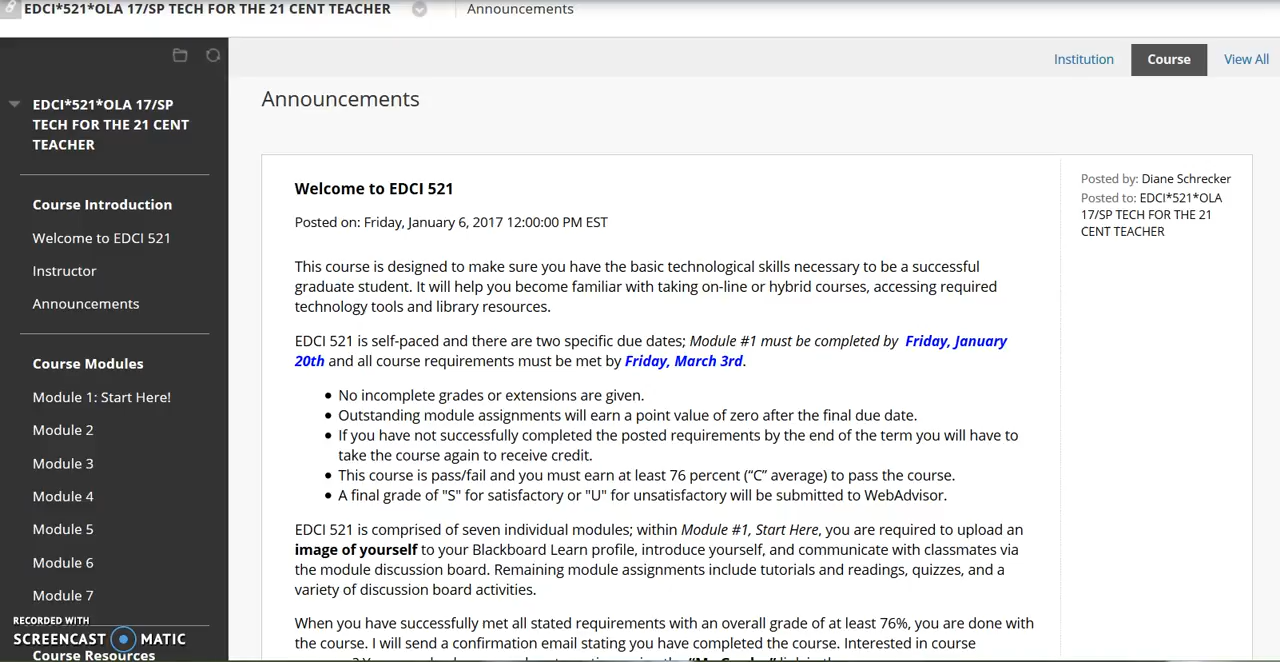 EDCI*521*OLA 17/SP TECH FOR THE 21 CENT TEACHER
Announcements
Institution
Course
View All
EDCI*521*OLA 17/SP
TECH FOR THE 21 CENT
TEACHER
Course Introduction
Welcome to EDCI 521
Instructor
Announcements
Course Modules
Module 1: Start Here!
Module 2
Module 3
Module 4
Module 5
Module 6
Module 7
RECORDED WITH
SCREENCAST MATIC
Course Resources
Announcements
Welcome to EDCI 521
Posted on: Friday, January 6, 2017 12:00:00 PM EST
This course is designed to make sure you have the basic technological skills necessary to be a successful
graduate student. It will help you become familiar with taking on-line or hybrid courses, accessing required
technology tools and library resources.
EDCI 521 is self-paced and there are two specific due dates; Module #1 must be completed by Friday, January
20th and all course requirements must be met by Friday, March 3rd.
• No incomplete grades or extensions are given.
• Outstanding module assignments will earn a point value of zero after the final due date.
• If you have not successfully completed the posted requirements by the end of the term you will have to
take the course again to receive credit.
• This course is pass/fail and you must earn at least 76 percent (“C” average) to pass the course.
• A final grade of "S" for satisfactory or "U" for unsatisfactory will be submitted to WebAdvisor.
EDCI 521 is comprised of seven individual modules; within Module #1, Start Here, you are required to upload an
image of yourself to your Blackboard Learn profile, introduce yourself, and communicate with classmates via
the module discussion board. Remaining module assignments include tutorials and readings, quizzes, and a
variety of discussion board activities.
When you have successfully met all stated requirements with an overall grade of at least 76%, you are done with
the course. I will send a confirmation email stating you have completed the course. Interested in course
Posted by: Diane Schrecker
Posted to: EDCI*521*OLA
17/SP TECH FOR THE 21
CENT TEACHER